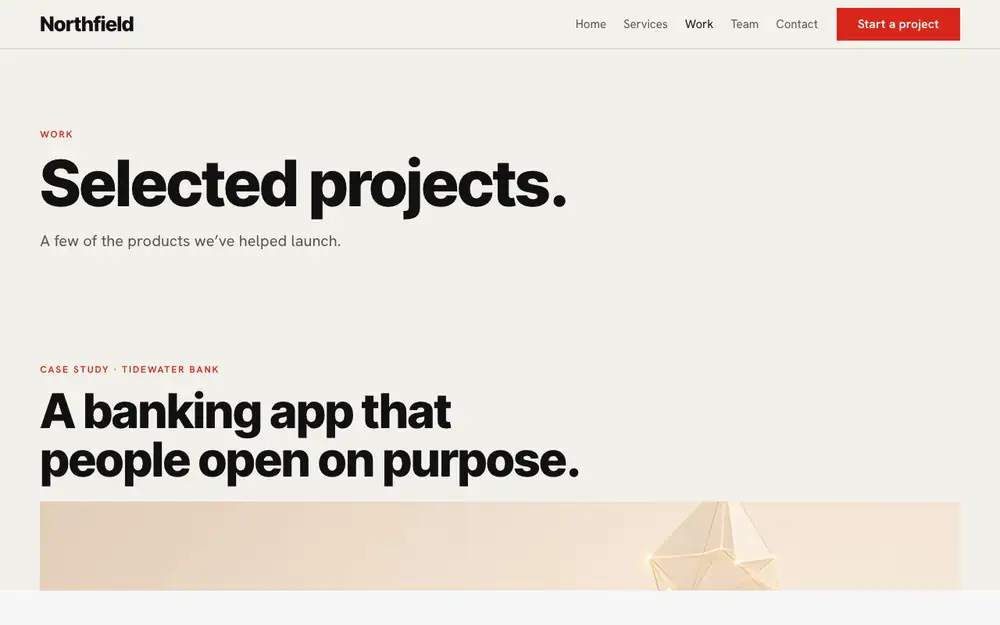 Northfield
Home Services Work Team Contact Start a project
WORK
Selected projects.
A few of the products we’ve helped launch.
CASE STUDY · TIDEWATER BANK
A banking app that
people open on purpose.